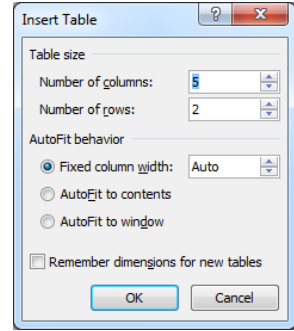 Insert Table
Table size
Number of columns: 5
Number of rows: 2
AutoFit behavior
Fixed column width: Auto
AutoFit to contents
AutoFit to window
Remember dimensions for new tables
OK Cancel